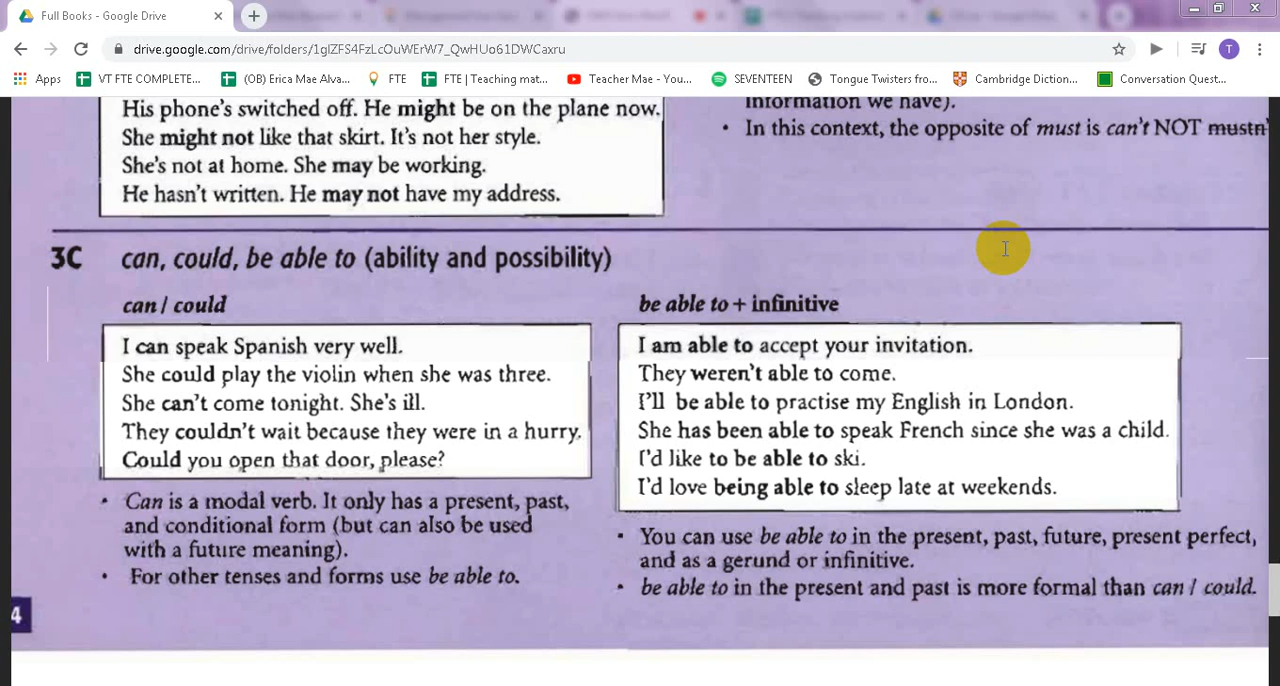 Full Books - Google Drive
drive.google.com/drive/folders/1glZFS4FzLcOuWErW7_QwHUo61DWCaxru
T
Apps
VT FTE COMPLETE...
(OB) Erica Mae Alva...
FTE
FTE | Teaching mat...
Teacher Mae - You...
SEVENTEEN
Tongue Twisters fro...
Cambridge Diction...
Conversation Quest...
His phone's switched off. He might be on the plane now.
She might not like that skirt. It's not her style.
She's not at home. She may be working.
He hasn't written. He may not have my address.
information we have).
• In this context, the opposite of must is can't NOT mustn'
3C can, could, be able to (ability and possibility)
can / could
I can speak Spanish very well.
She could play the violin when she was three.
She can't come tonight. She's ill.
They couldn't wait because they were in a hurry.
Could you open that door, please?
• Can is a modal verb. It only has a present, past,
and conditional form (but can also be used
with a future meaning).
• For other tenses and forms use be able to.
be able to + infinitive
I am able to accept your invitation.
They weren't able to come.
I'll be able to practise my English in London.
She has been able to speak French since she was a child.
I'd like to be able to ski.
I'd love being able to sleep late at weekends.
• You can use be able to in the present, past, future, present perfect,
and as a gerund or infinitive.
• be able to in the present and past is more formal than can / could.
4